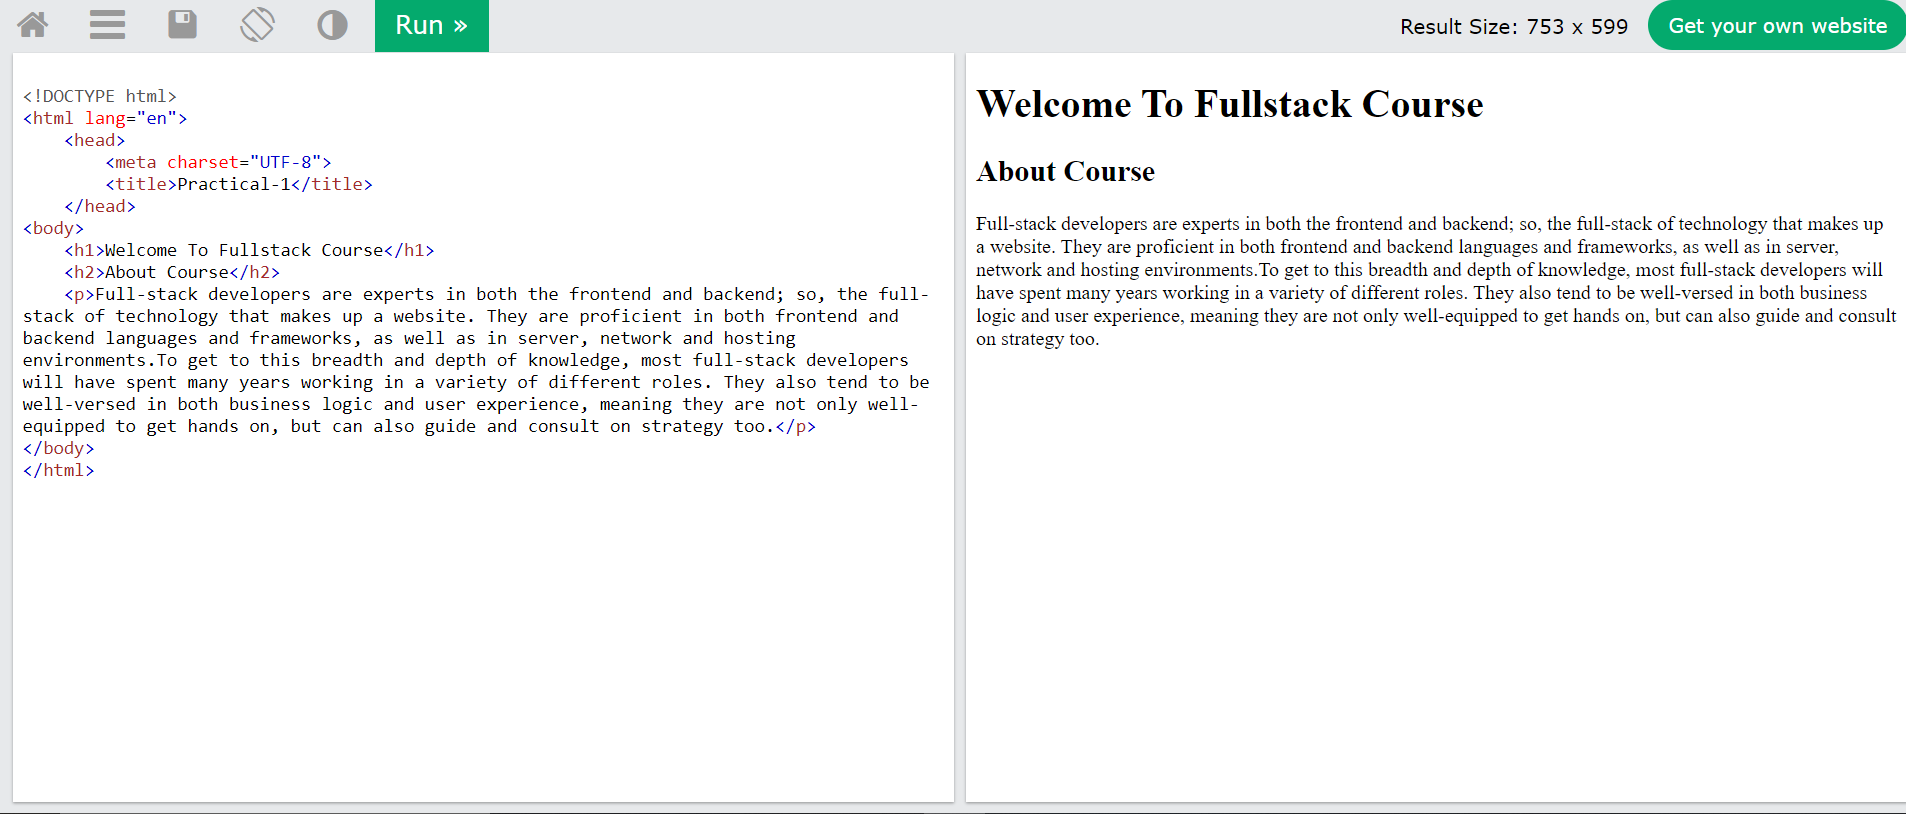 Run »
Result Size: 753 x 599
Get your own website
<!DOCTYPE html>
<html lang="en">
    <head>
        <meta charset="UTF-8">
        <title>Practical-1</title>
    </head>
<body>
    <h1>Welcome To Fullstack Course</h1>
    <h2>About Course</h2>
    <p>Full-stack developers are experts in both the frontend and backend; so, the full-
stack of technology that makes up a website. They are proficient in both frontend and
backend languages and frameworks, as well as in server, network and hosting
environments.To get to this breadth and depth of knowledge, most full-stack developers
will have spent many years working in a variety of different roles. They also tend to be
well-versed in both business logic and user experience, meaning they are not only well-
equipped to get hands on, but can also guide and consult on strategy too.</p>
</body>
</html>
Welcome To Fullstack Course
About Course
Full-stack developers are experts in both the frontend and backend; so, the full-stack of technology that makes up
a website. They are proficient in both frontend and backend languages and frameworks, as well as in server,
network and hosting environments.To get to this breadth and depth of knowledge, most full-stack developers will
have spent many years working in a variety of different roles. They also tend to be well-versed in both business
logic and user experience, meaning they are not only well-equipped to get hands on, but can also guide and consult
on strategy too.